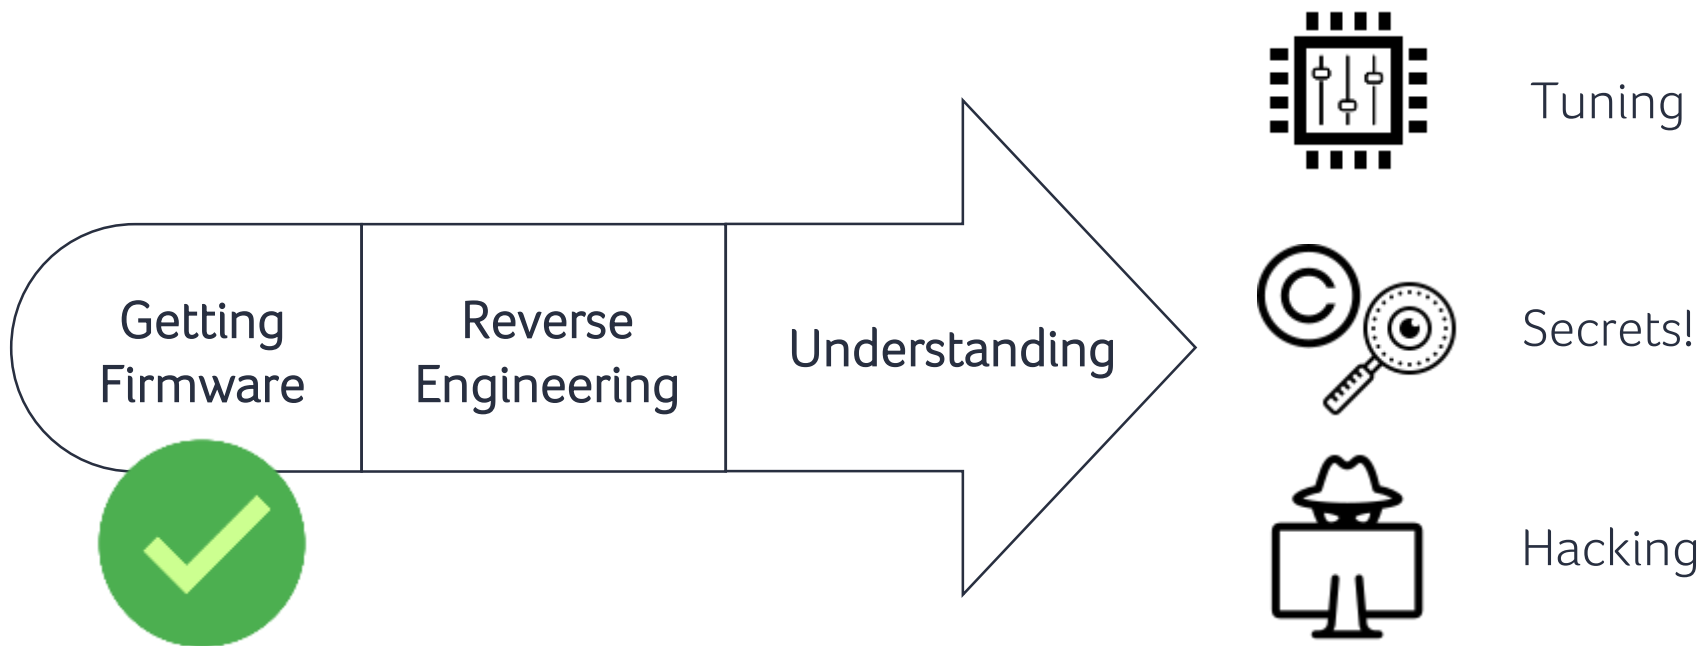 Getting
Firmware
Reverse
Engineering
Understanding
Tuning
©
Secrets!
Hacking